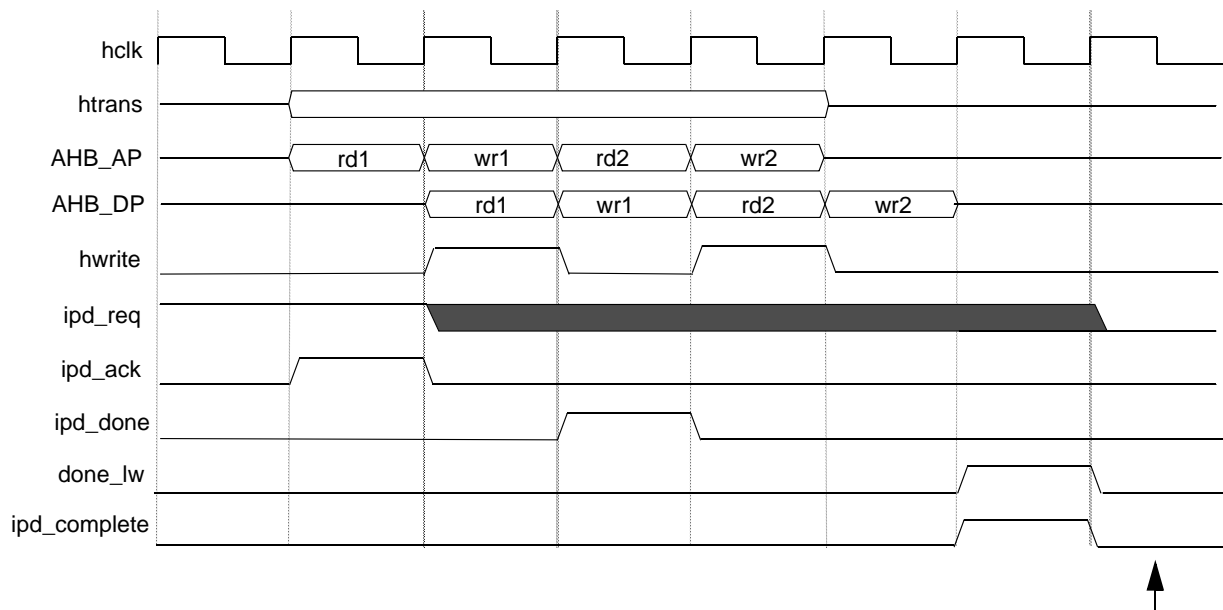 hclk
htrans
AHB_AP rd1 wr1 rd2 wr2
AHB_DP rd1 wr1 rd2 wr2
hwrite
ipd_req
ipd_ack
ipd_done
done_lw
ipd_complete